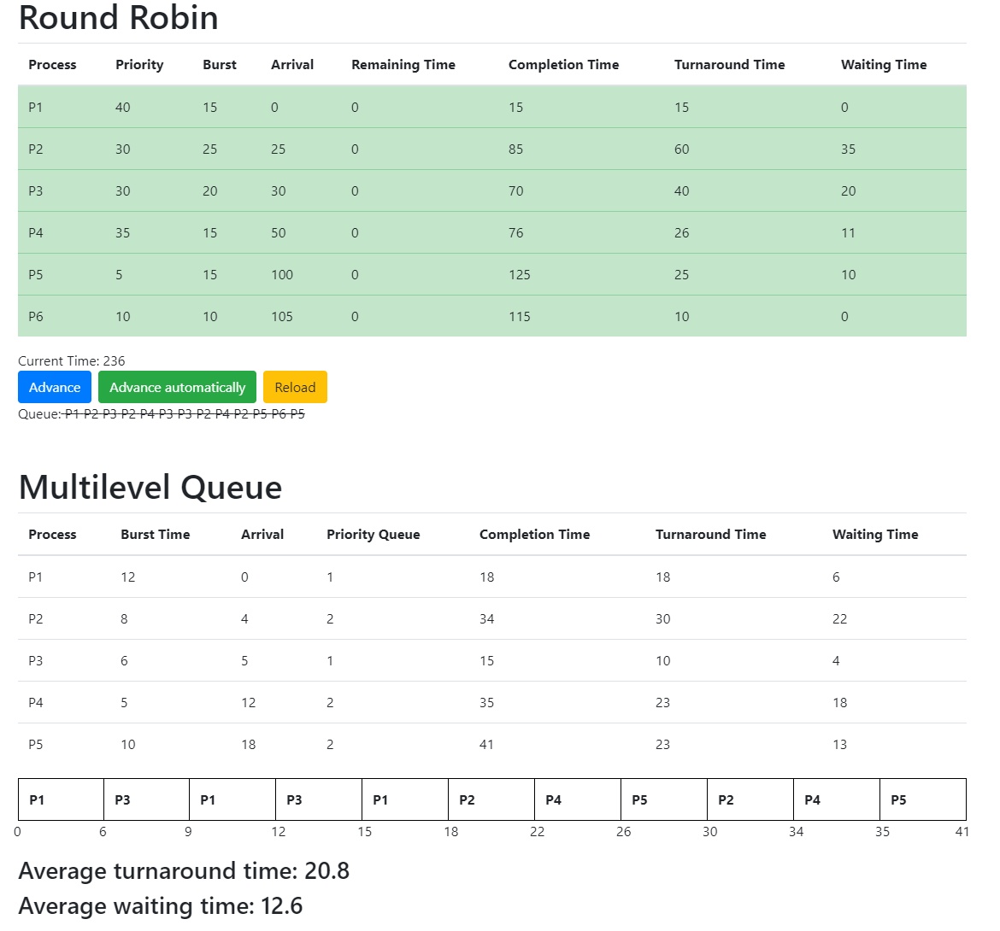 Round Robin
Process Priority Burst Arrival Remaining Time Completion Time Turnaround Time Waiting Time
P1 40 15 0 0 15 15 0
P2 30 25 25 0 85 60 35
P3 30 20 30 0 70 40 20
P4 35 15 50 0 76 26 11
P5 5 15 100 0 125 25 10
P6 10 10 105 0 115 10 0
Current Time: 236
Advance Advance automatically Reload
Queue: P1 P2 P3 P2 P4 P3 P3 P2 P4 P2 P5 P6 P5
Multilevel Queue
Process Burst Time Arrival Priority Queue Completion Time Turnaround Time Waiting Time
P1 12 0 1 18 18 6
P2 8 4 2 34 30 22
P3 6 5 1 15 10 4
P4 5 12 2 35 23 18
P5 10 18 2 41 23 13
P1 P3 P1 P3 P1 P2 P4 P5 P2 P4 P5
0 6 9 12 15 18 22 26 30 34 35 41
Average turnaround time: 20.8
Average waiting time: 12.6